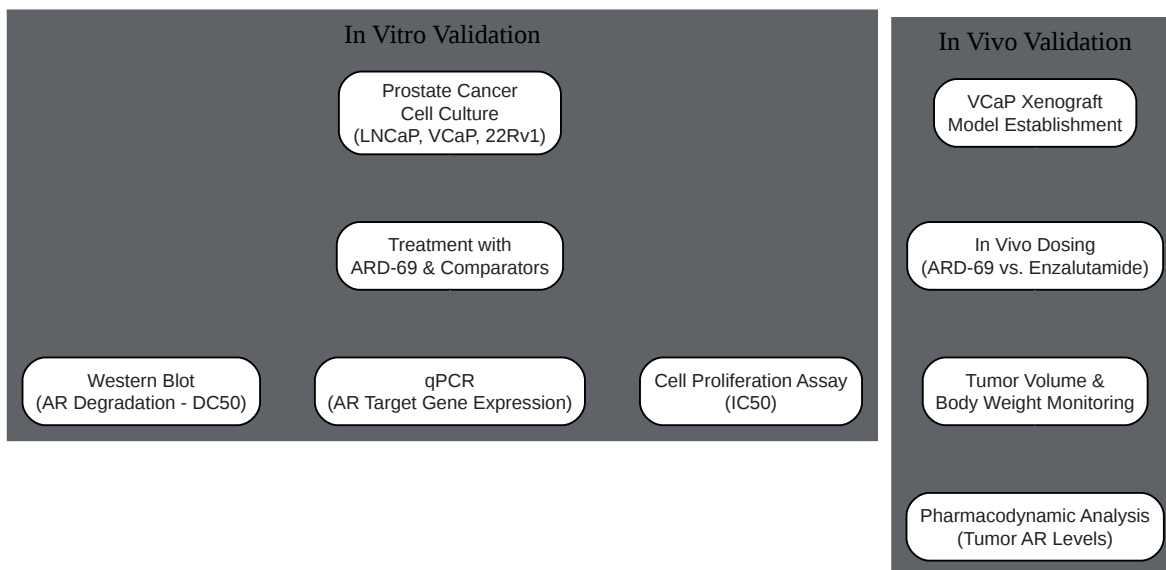 In Vitro Validation
Prostate Cancer
Cell Culture
(LNCaP, VCaP, 22Rv1)
Treatment with
ARD-69 & Comparators
Western Blot
(AR Degradation - DC50)
qPCR
(AR Target Gene Expression)
Cell Proliferation Assay
(IC50)
In Vivo Validation
VCaP Xenograft
Model Establishment
In Vivo Dosing
(ARD-69 vs. Enzalutamide)
Tumor Volume &
Body Weight Monitoring
Pharmacodynamic Analysis
(Tumor AR Levels)